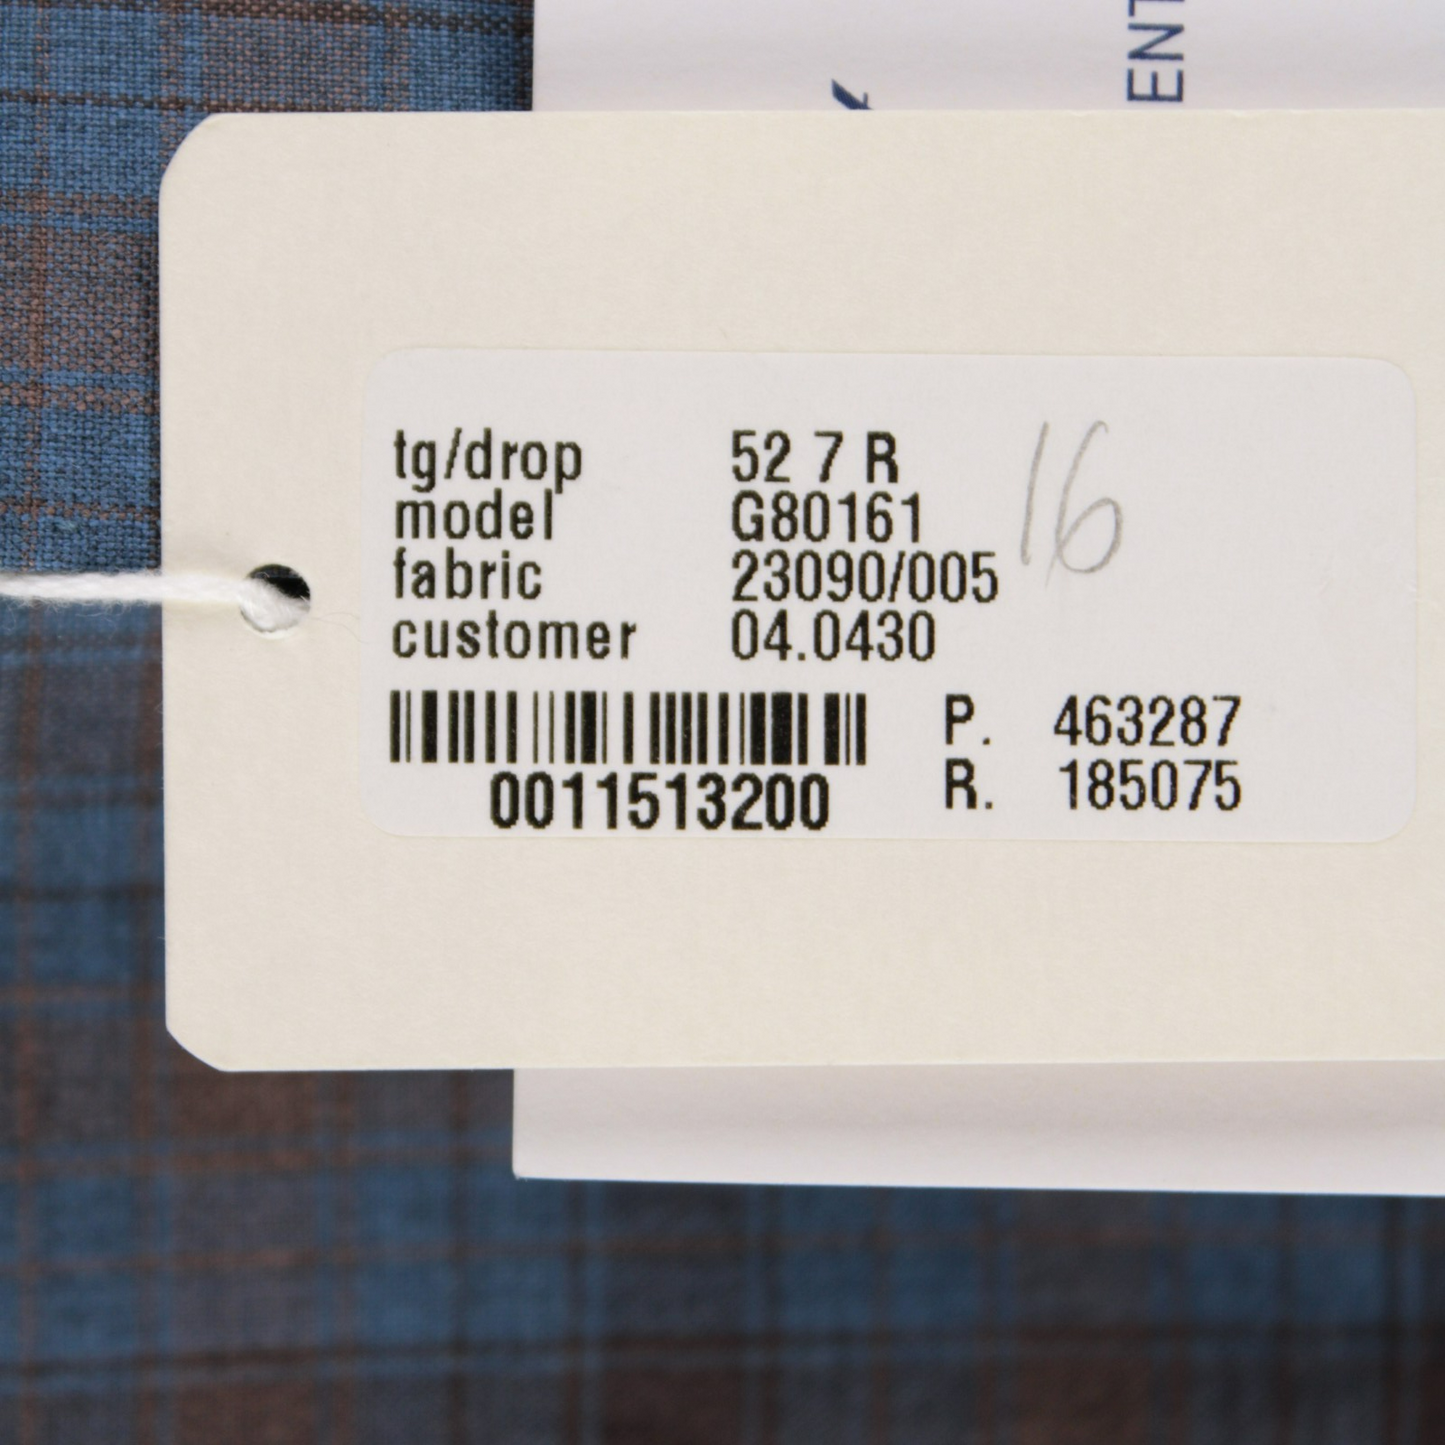 ENT
tg/drop 52 7 R
model G80161
16
fabric 23090/005
customer 04.0430
P. 463287
R. 185075
0011513200